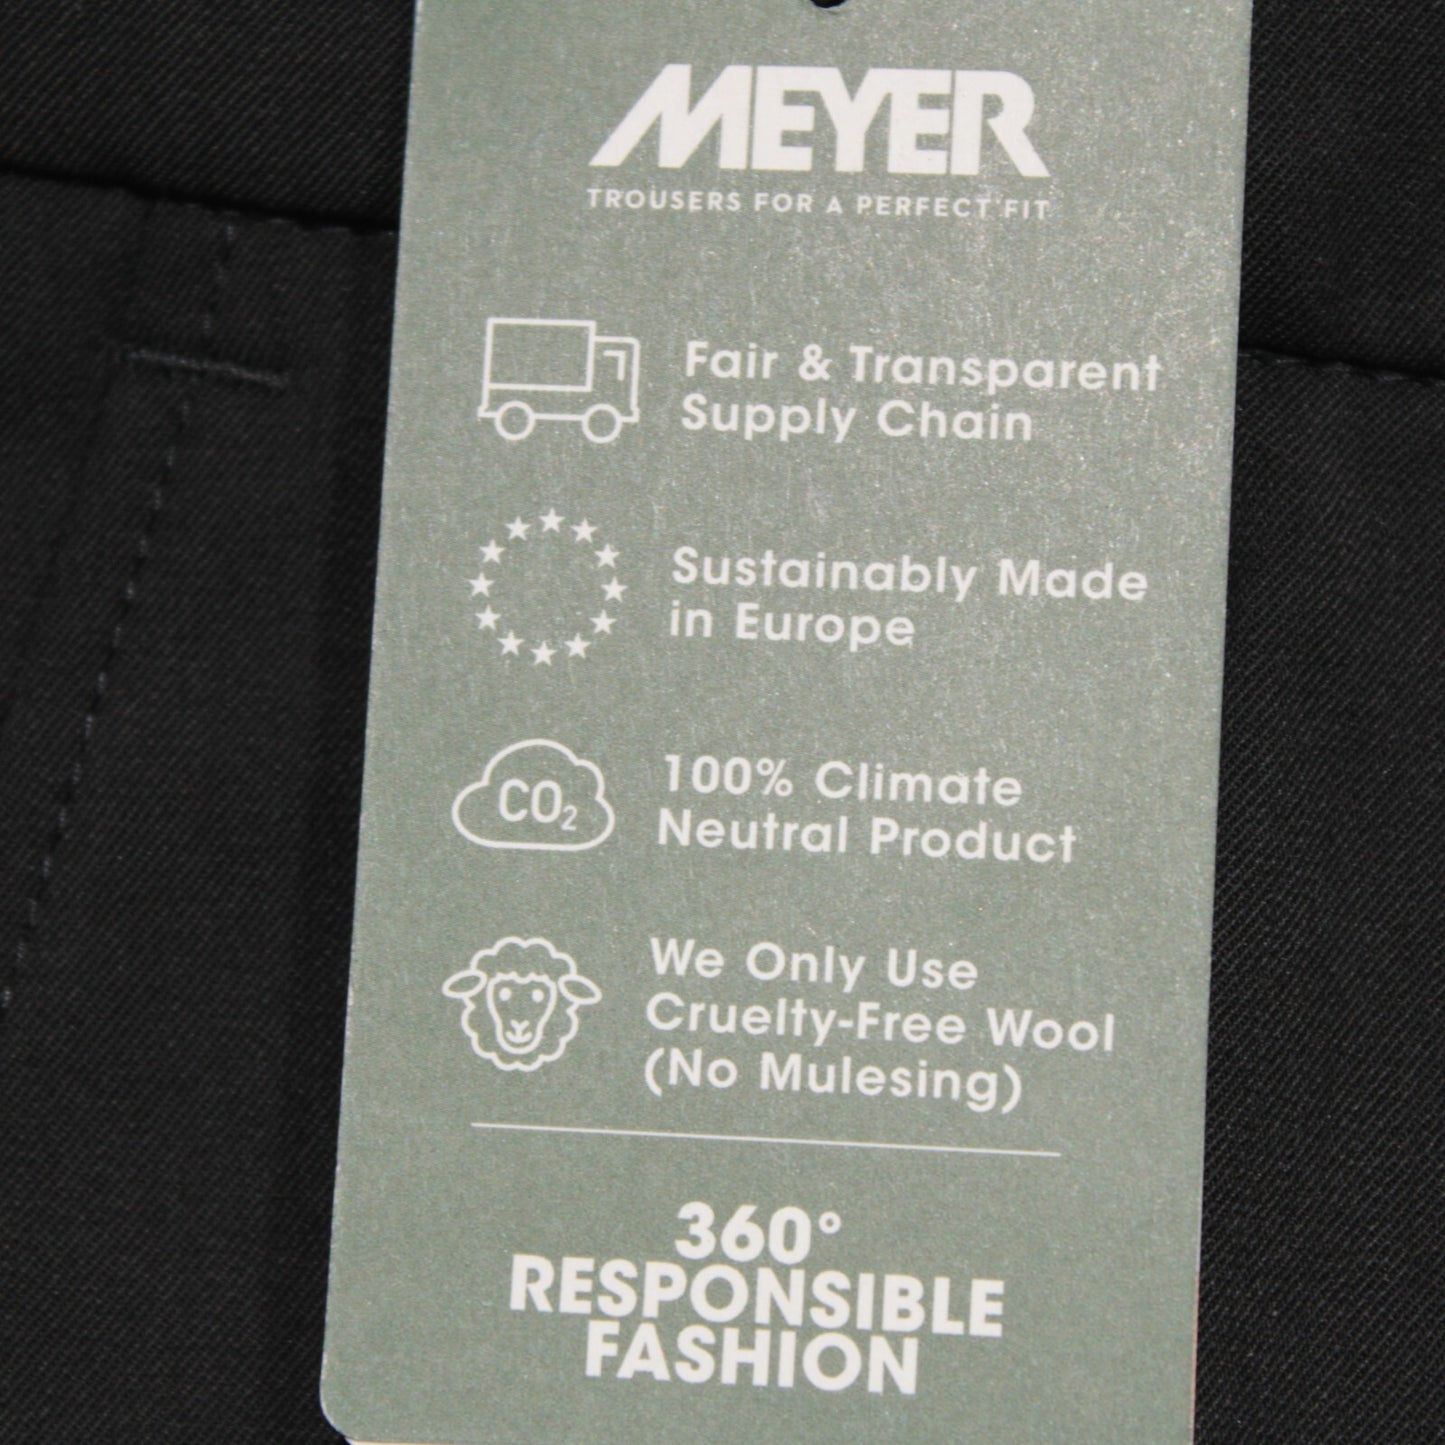 MEYER
TROUSERS FOR A PERFECT FIT
Fair & Transparent
Supply Chain
Sustainably Made
in Europe
CO₂
100% Climate
Neutral Product
We Only Use
Cruelty-Free Wool
(No Mulesing)
360°
RESPONSIBLE
FASHION